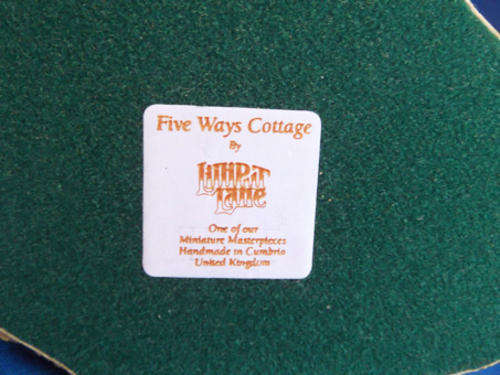 Five Ways Cottage
By
Lilliput
Lane
One of our
Miniature Masterpieces
Handmade in Cumbria
United Kingdom